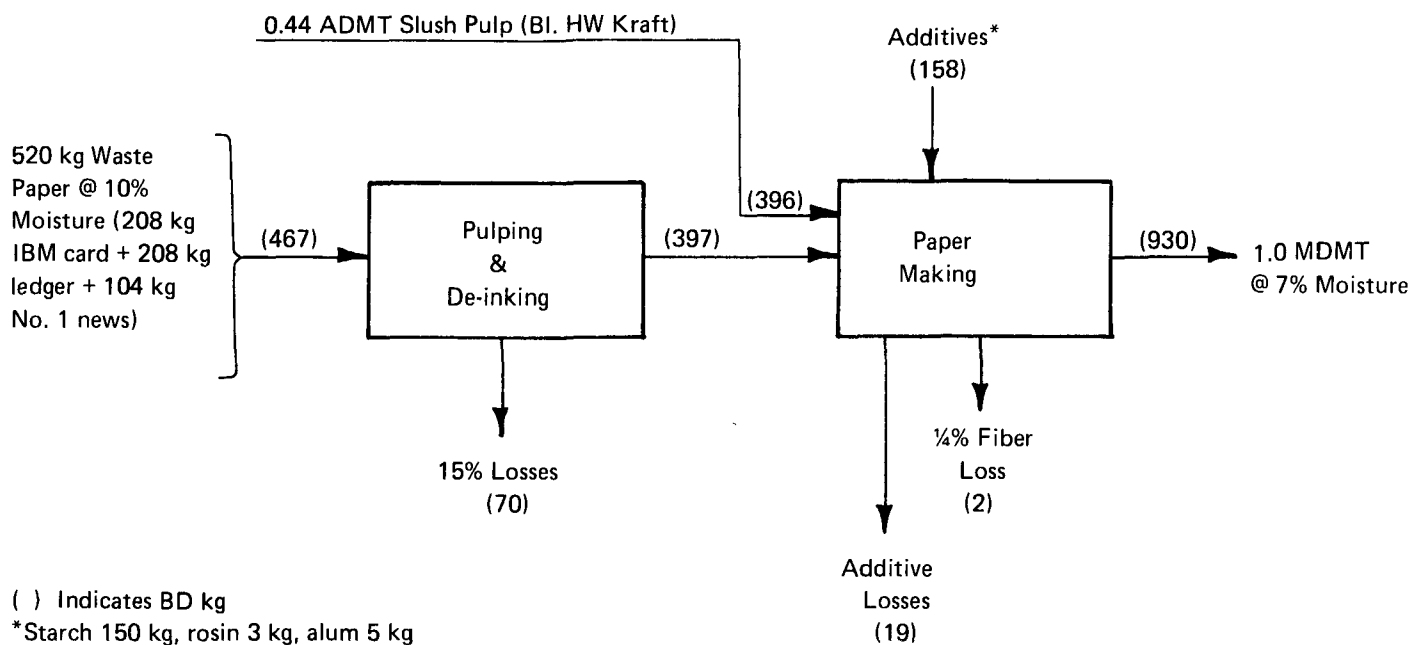 0.44 ADMT Slush Pulp (Bl. HW Kraft)
Additives*
(158)
520 kg Waste
Paper @ 10%
Moisture (208 kg
IBM card + 208 kg
ledger + 104 kg
No. 1 news)
(467)
Pulping
&
De-inking
(397)
(396)
Paper
Making
(930)
1.0 MDMT
@ 7% Moisture
15% Losses
(70)
¼% Fiber
Loss
(2)
Additive
Losses
(19)
( ) Indicates BD kg
*Starch 150 kg, rosin 3 kg, alum 5 kg